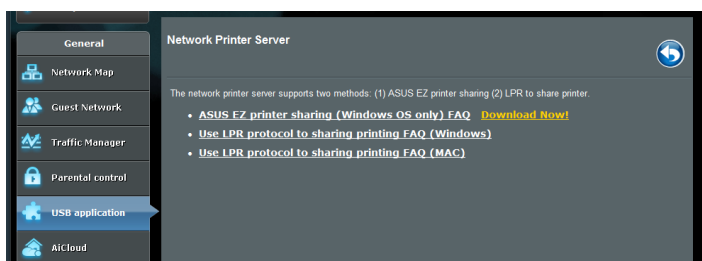 General
Network Map
Guest Network
Traffic Manager
Parental control
USB application
AiCloud
Network Printer Server
The network printer server supports two methods: (1) ASUS EZ printer sharing (2) LPR to share printer.
ASUS EZ printer sharing (Windows OS only) FAQ Download Now!
Use LPR protocol to sharing printing FAQ (Windows)
Use LPR protocol to sharing printing FAQ (MAC)